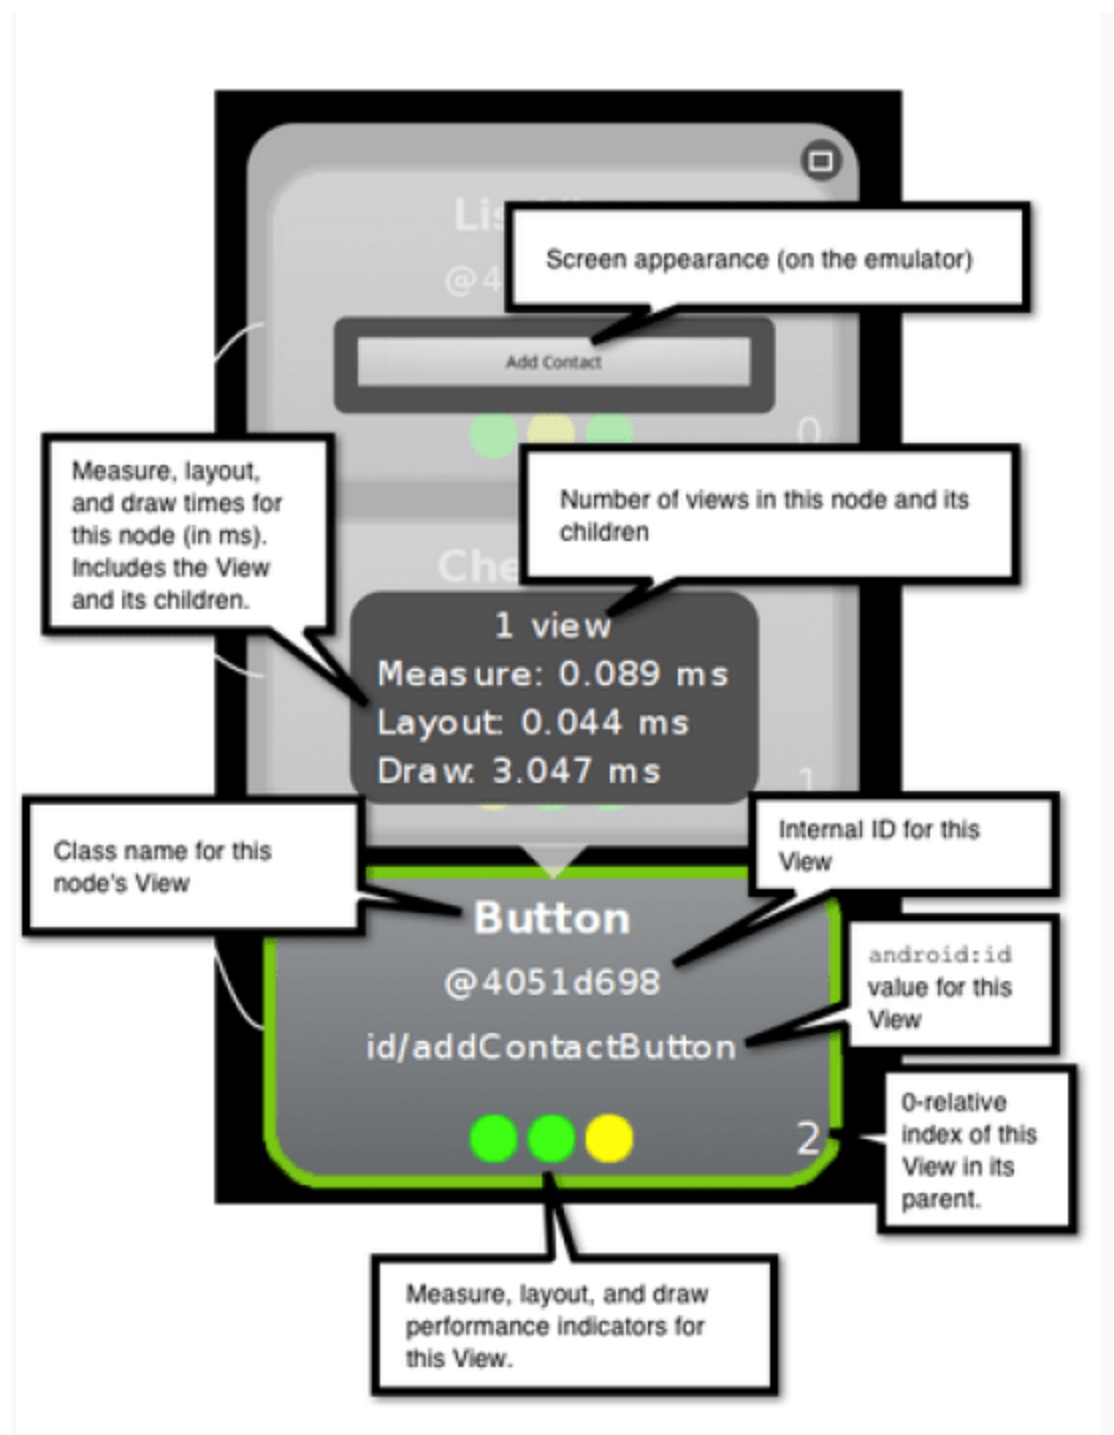 Lis
Screen appearance (on the emulator)
@4
Add Contact
0
Measure, layout,
and draw times for
this node (in ms).
Includes the View
and its children.
Number of views in this node and its
children
Che
1 view
Measure: 0.089 ms
Layout: 0.044 ms
Draw: 3.047 ms
1
Class name for this
node's View
Internal ID for this
View
Button
@4051d698
android:id
value for this
View
id/addContactButton
0-relative
index of this
View in its
parent.
2
Measure, layout, and draw
performance indicators for
this View.